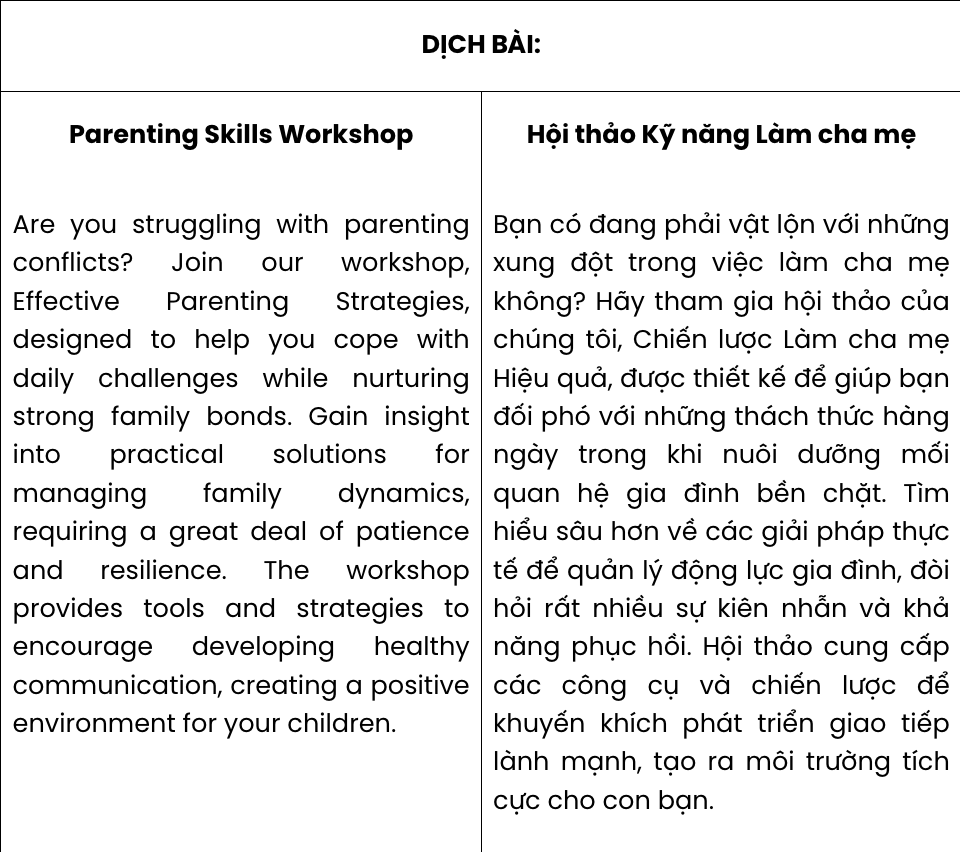 DỊCH BÀI:
Parenting Skills Workshop
Are you struggling with parenting
conflicts? Join our workshop,
Effective Parenting Strategies,
designed to help you cope with
daily challenges while nurturing
strong family bonds. Gain insight
into practical solutions for
managing family dynamics,
requiring a great deal of patience
and resilience. The workshop
provides tools and strategies to
encourage developing healthy
communication, creating a positive
environment for your children.
Hội thảo Kỹ năng Làm cha mẹ
Bạn có đang phải vật lộn với những
xung đột trong việc làm cha mẹ
không? Hãy tham gia hội thảo của
chúng tôi, Chiến lược Làm cha mẹ
Hiệu quả, được thiết kế để giúp bạn
đối phó với những thách thức hàng
ngày trong khi nuôi dưỡng mối
quan hệ gia đình bền chặt. Tìm
hiểu sâu hơn về các giải pháp thực
tế để quản lý động lực gia đình, đòi
hỏi rất nhiều sự kiên nhẫn và khả
năng phục hồi. Hội thảo cung cấp
các công cụ và chiến lược để
khuyến khích phát triển giao tiếp
lành mạnh, tạo ra môi trường tích
cực cho con bạn.